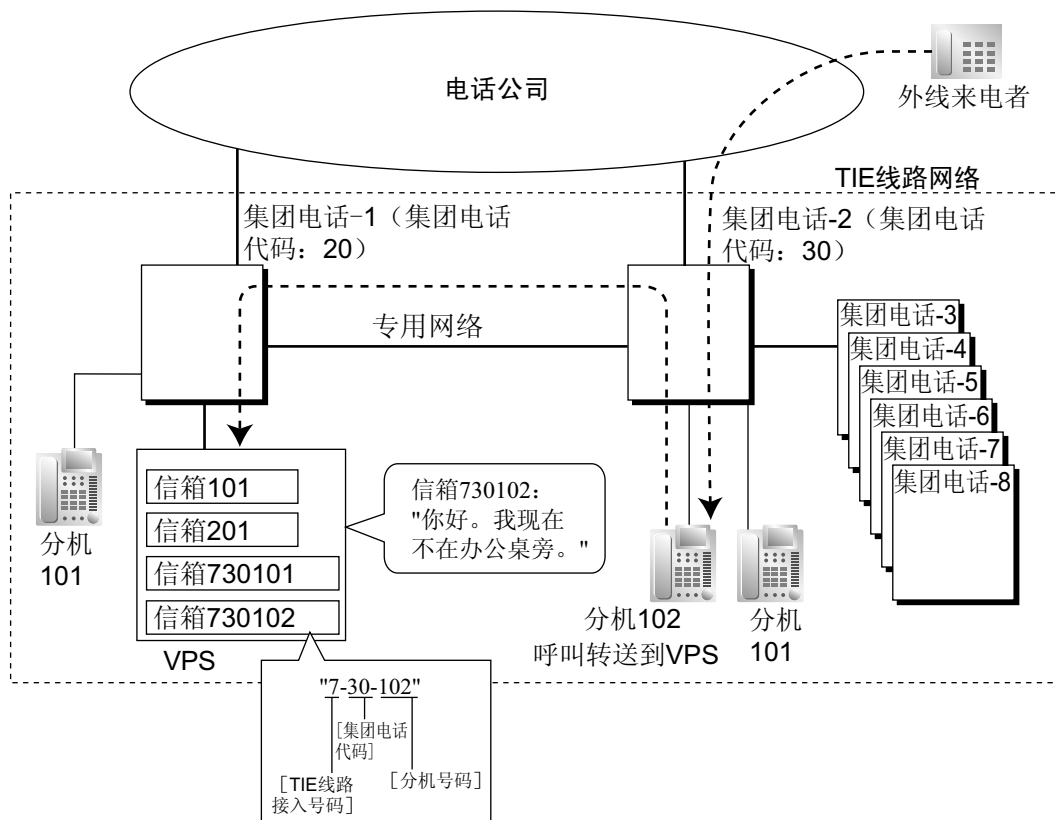 电话公司
外线来电者
TIE线路网络
集团电话-1（集团电话
代码：20）
集团电话-2（集团电话
代码：30）
专用网络
集团电话-3
集团电话-4
集团电话-5
集团电话-6
集团电话-7
集团电话-8
分机
101
信箱101
信箱201
信箱730101
信箱730102
VPS
信箱730102：
"你好。我现在
不在办公桌旁。"
分机102
呼叫转送到VPS
分机
101
"7-30-102"
[集团电话
代码]
[TIE线路
接入号码]
[分机号码]